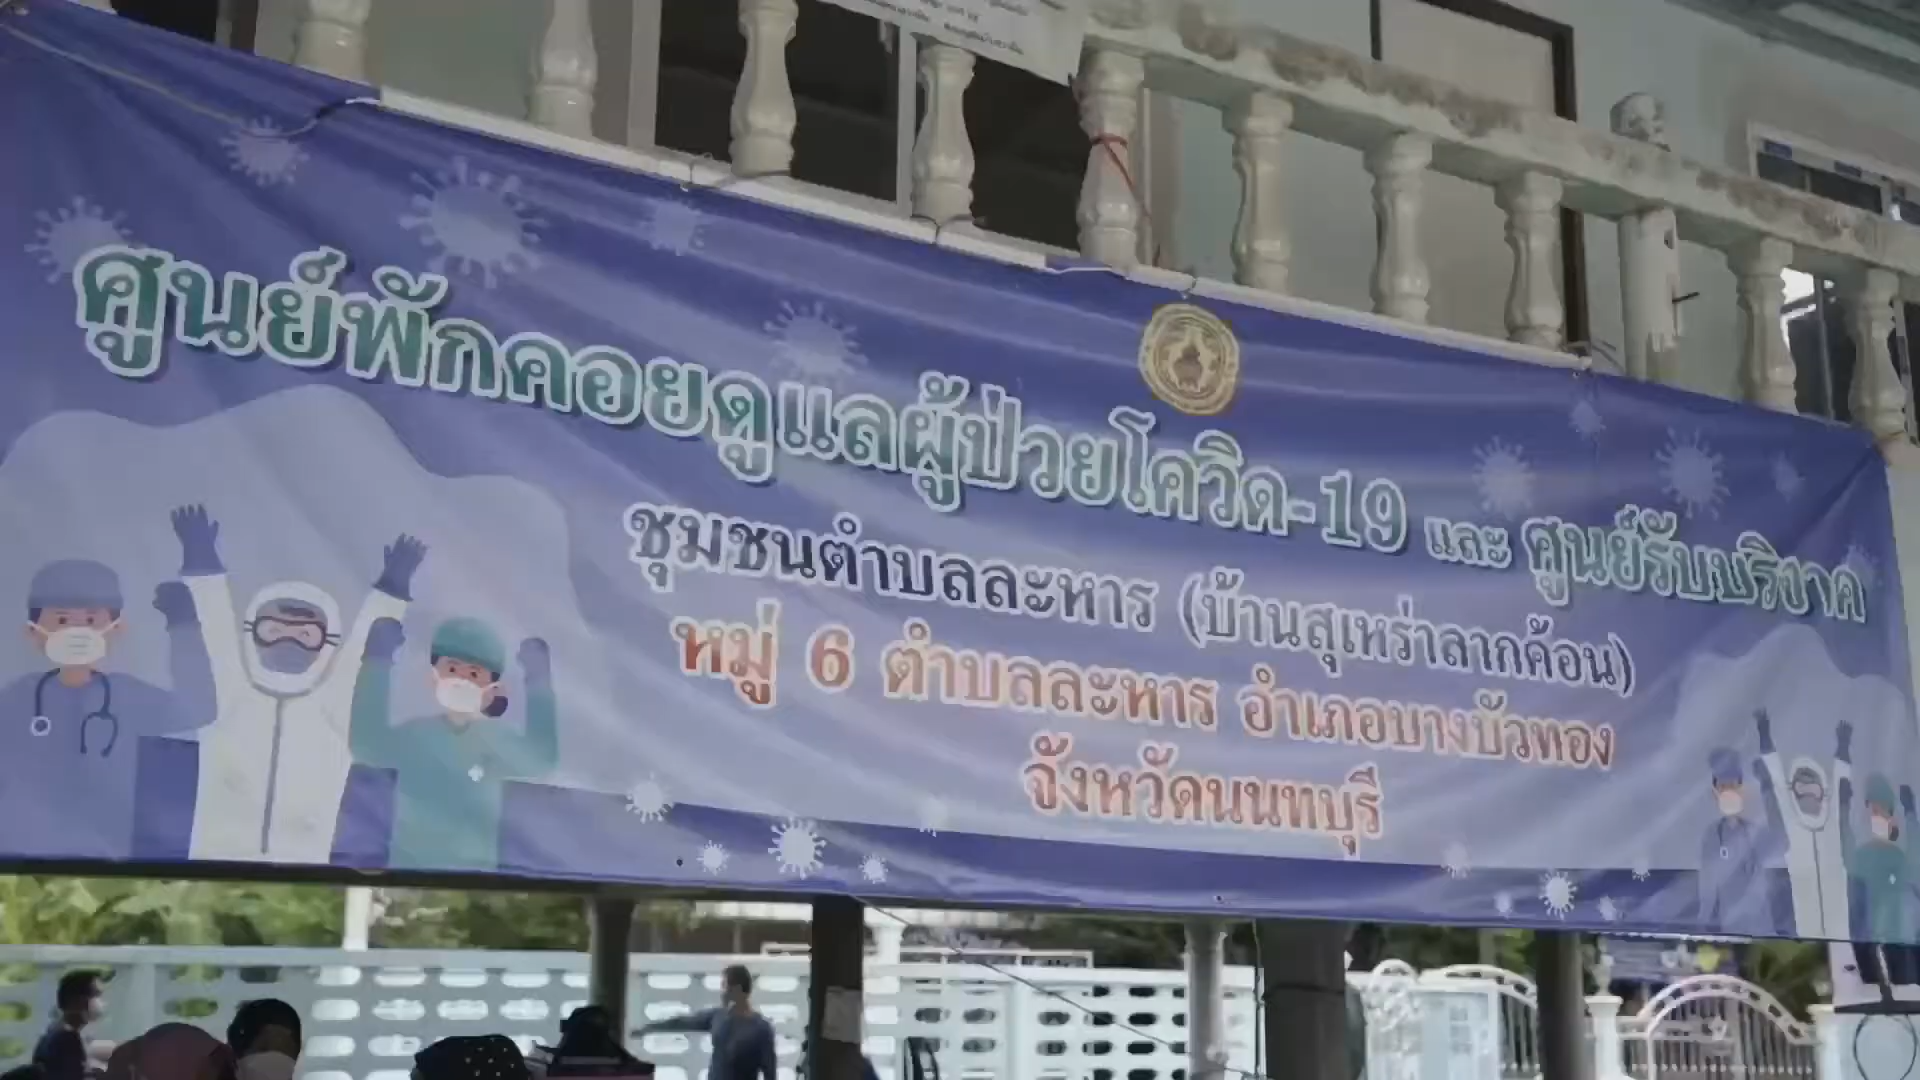 ศูนย์พักคอยดูแลผู้ป่วยโควิด-19 และ ศูนย์รับบริจาค
ชุมชนตำบลละหาร (บ้านสุเหร่าลากค้อน)
หมู่ 6 ตำบลละหาร อำเภอบางบัวทอง
จังหวัดนนทบุรี